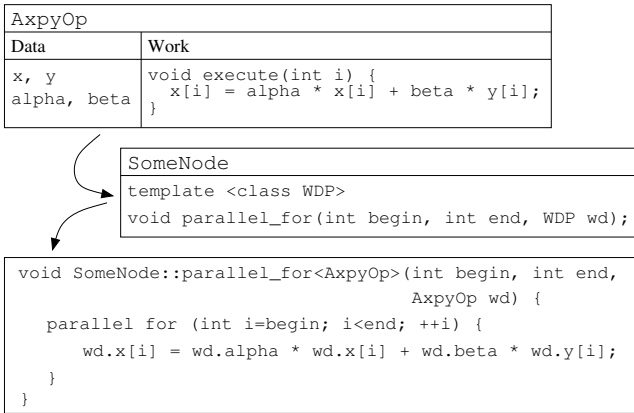 AxpyOp
Data Work
x, y
alpha, beta
void execute(int i) {
x[i] = alpha * x[i] + beta * y[i];
}
SomeNode
template <class WDP>
void parallel_for(int begin, int end, WDP wd);
void SomeNode::parallel_for<AxpyOp>(int begin, int end,
AxpyOp wd) {
parallel for (int i=begin; i<end; ++i) {
wd.x[i] = wd.alpha * wd.x[i] + wd.beta * wd.y[i];
}
}